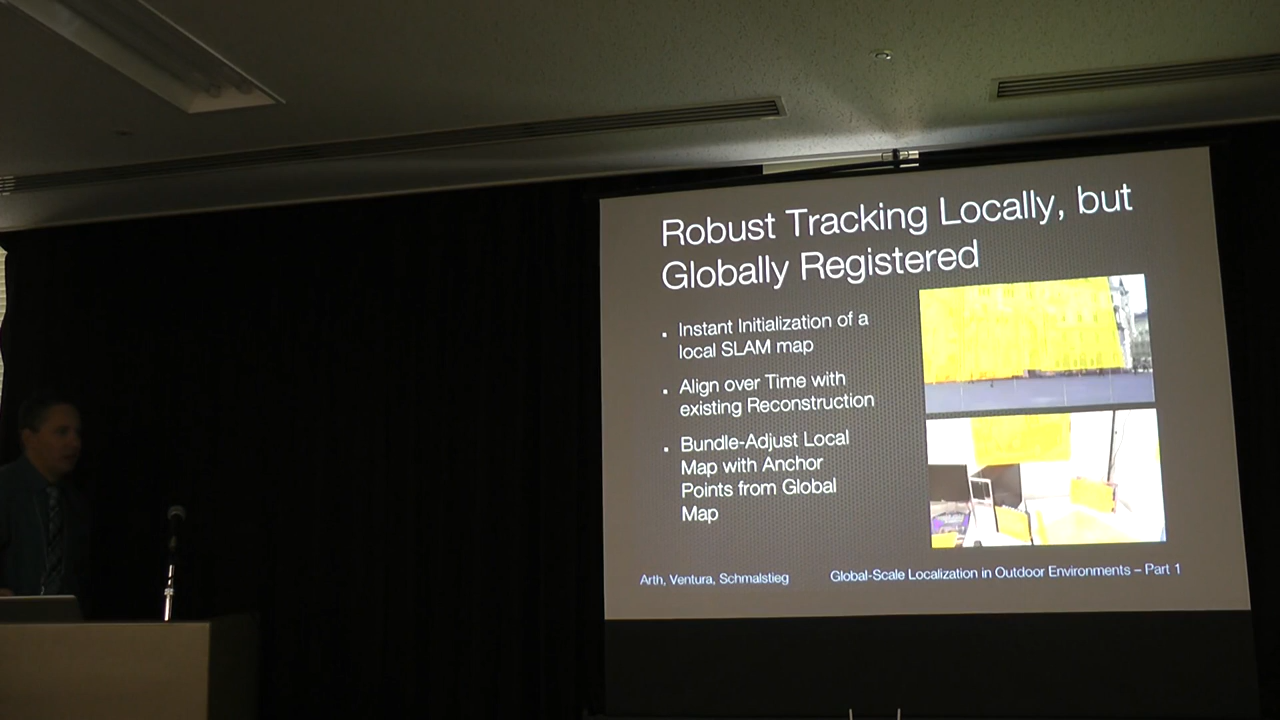 Robust Tracking Locally, but
Globally Registered
▪ Instant Initialization of a
local SLAM map
▪ Align over Time with
existing Reconstruction
▪ Bundle-Adjust Local
Map with Anchor
Points from Global
Map
Arth, Ventura, Schmalstieg
Global-Scale Localization in Outdoor Environments – Part 1